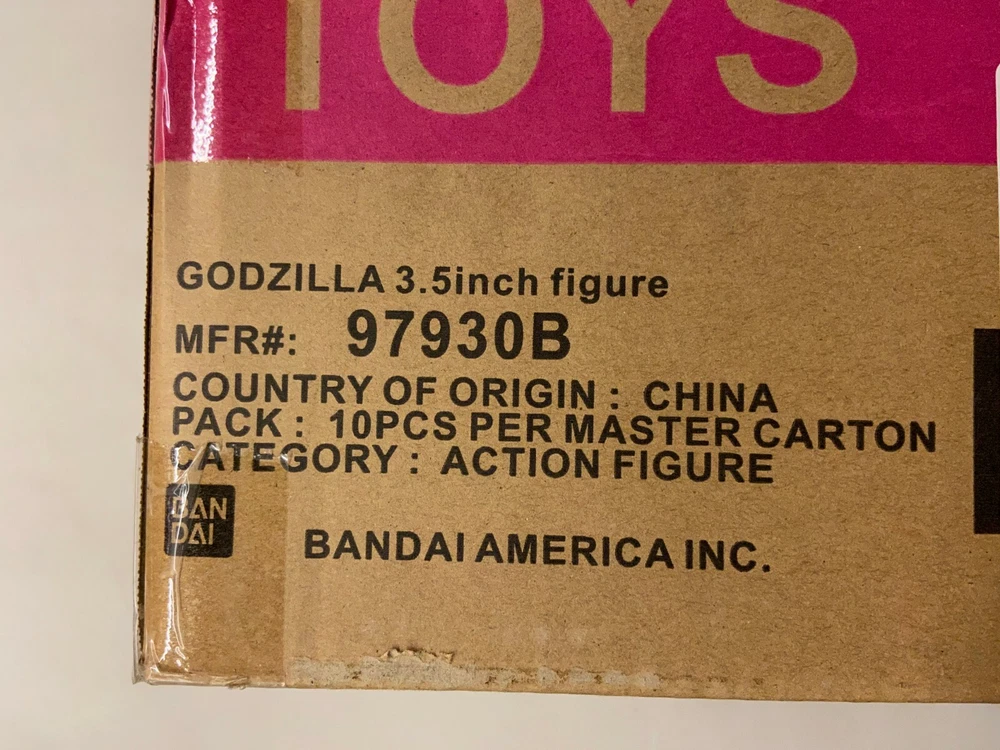 TOYS
GODZILLA 3.5inch figure
MFR#: 97930B
COUNTRY OF ORIGIN : CHINA
PACK : 10PCS PER MASTER CARTON
CATEGORY : ACTION FIGURE
BAN
DAI
BANDAI AMERICA INC.